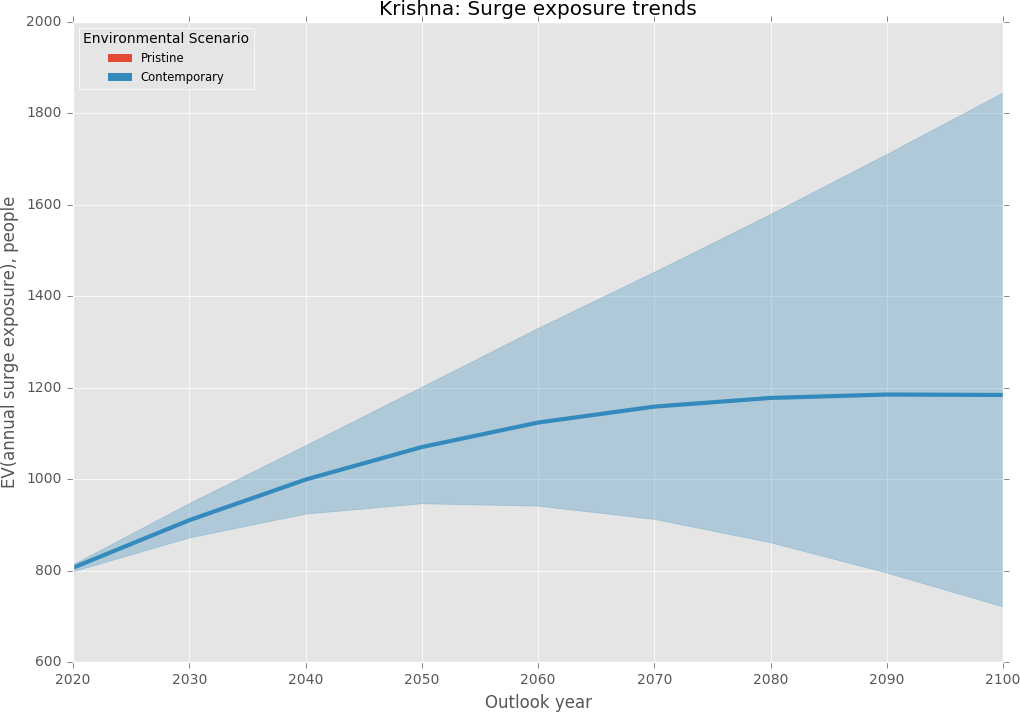 Krishna: Surge exposure trends
Environmental Scenario
Pristine
Contemporary
EV(annual surge exposure), people
2000
1800
1600
1400
1200
1000
800
600
2020 2030 2040 2050 2060 2070 2080 2090 2100
Outlook year